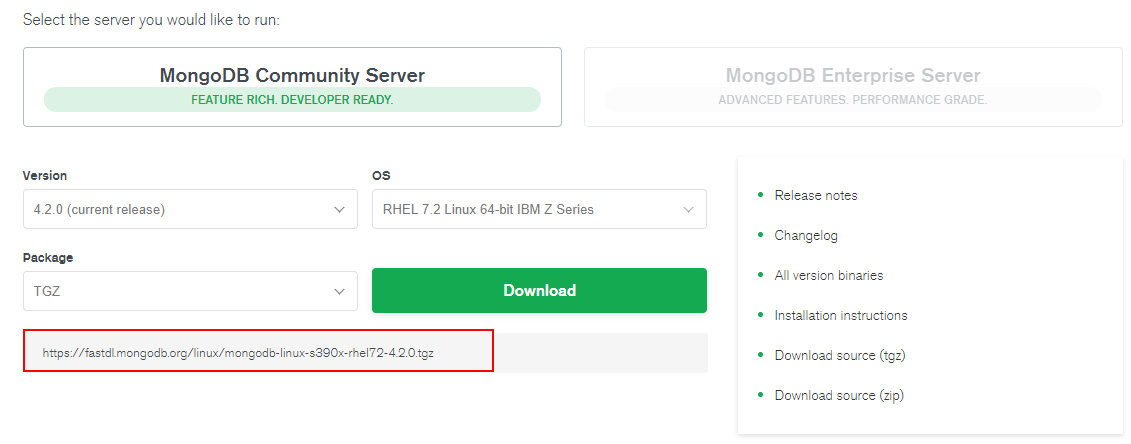 Select the server you would like to run:
MongoDB Community Server
FEATURE RICH. DEVELOPER READY.
MongoDB Enterprise Server
ADVANCED FEATURES. PERFORMANCE GRADE.
Version
OS
4.2.0 (current release)
RHEL 7.2 Linux 64-bit IBM Z Series
Package
TGZ
Download
https://fastdl.mongodb.org/linux/mongodb-linux-s390x-rhel72-4.2.0.tgz
Release notes
Changelog
All version binaries
Installation instructions
Download source (tgz)
Download source (zip)